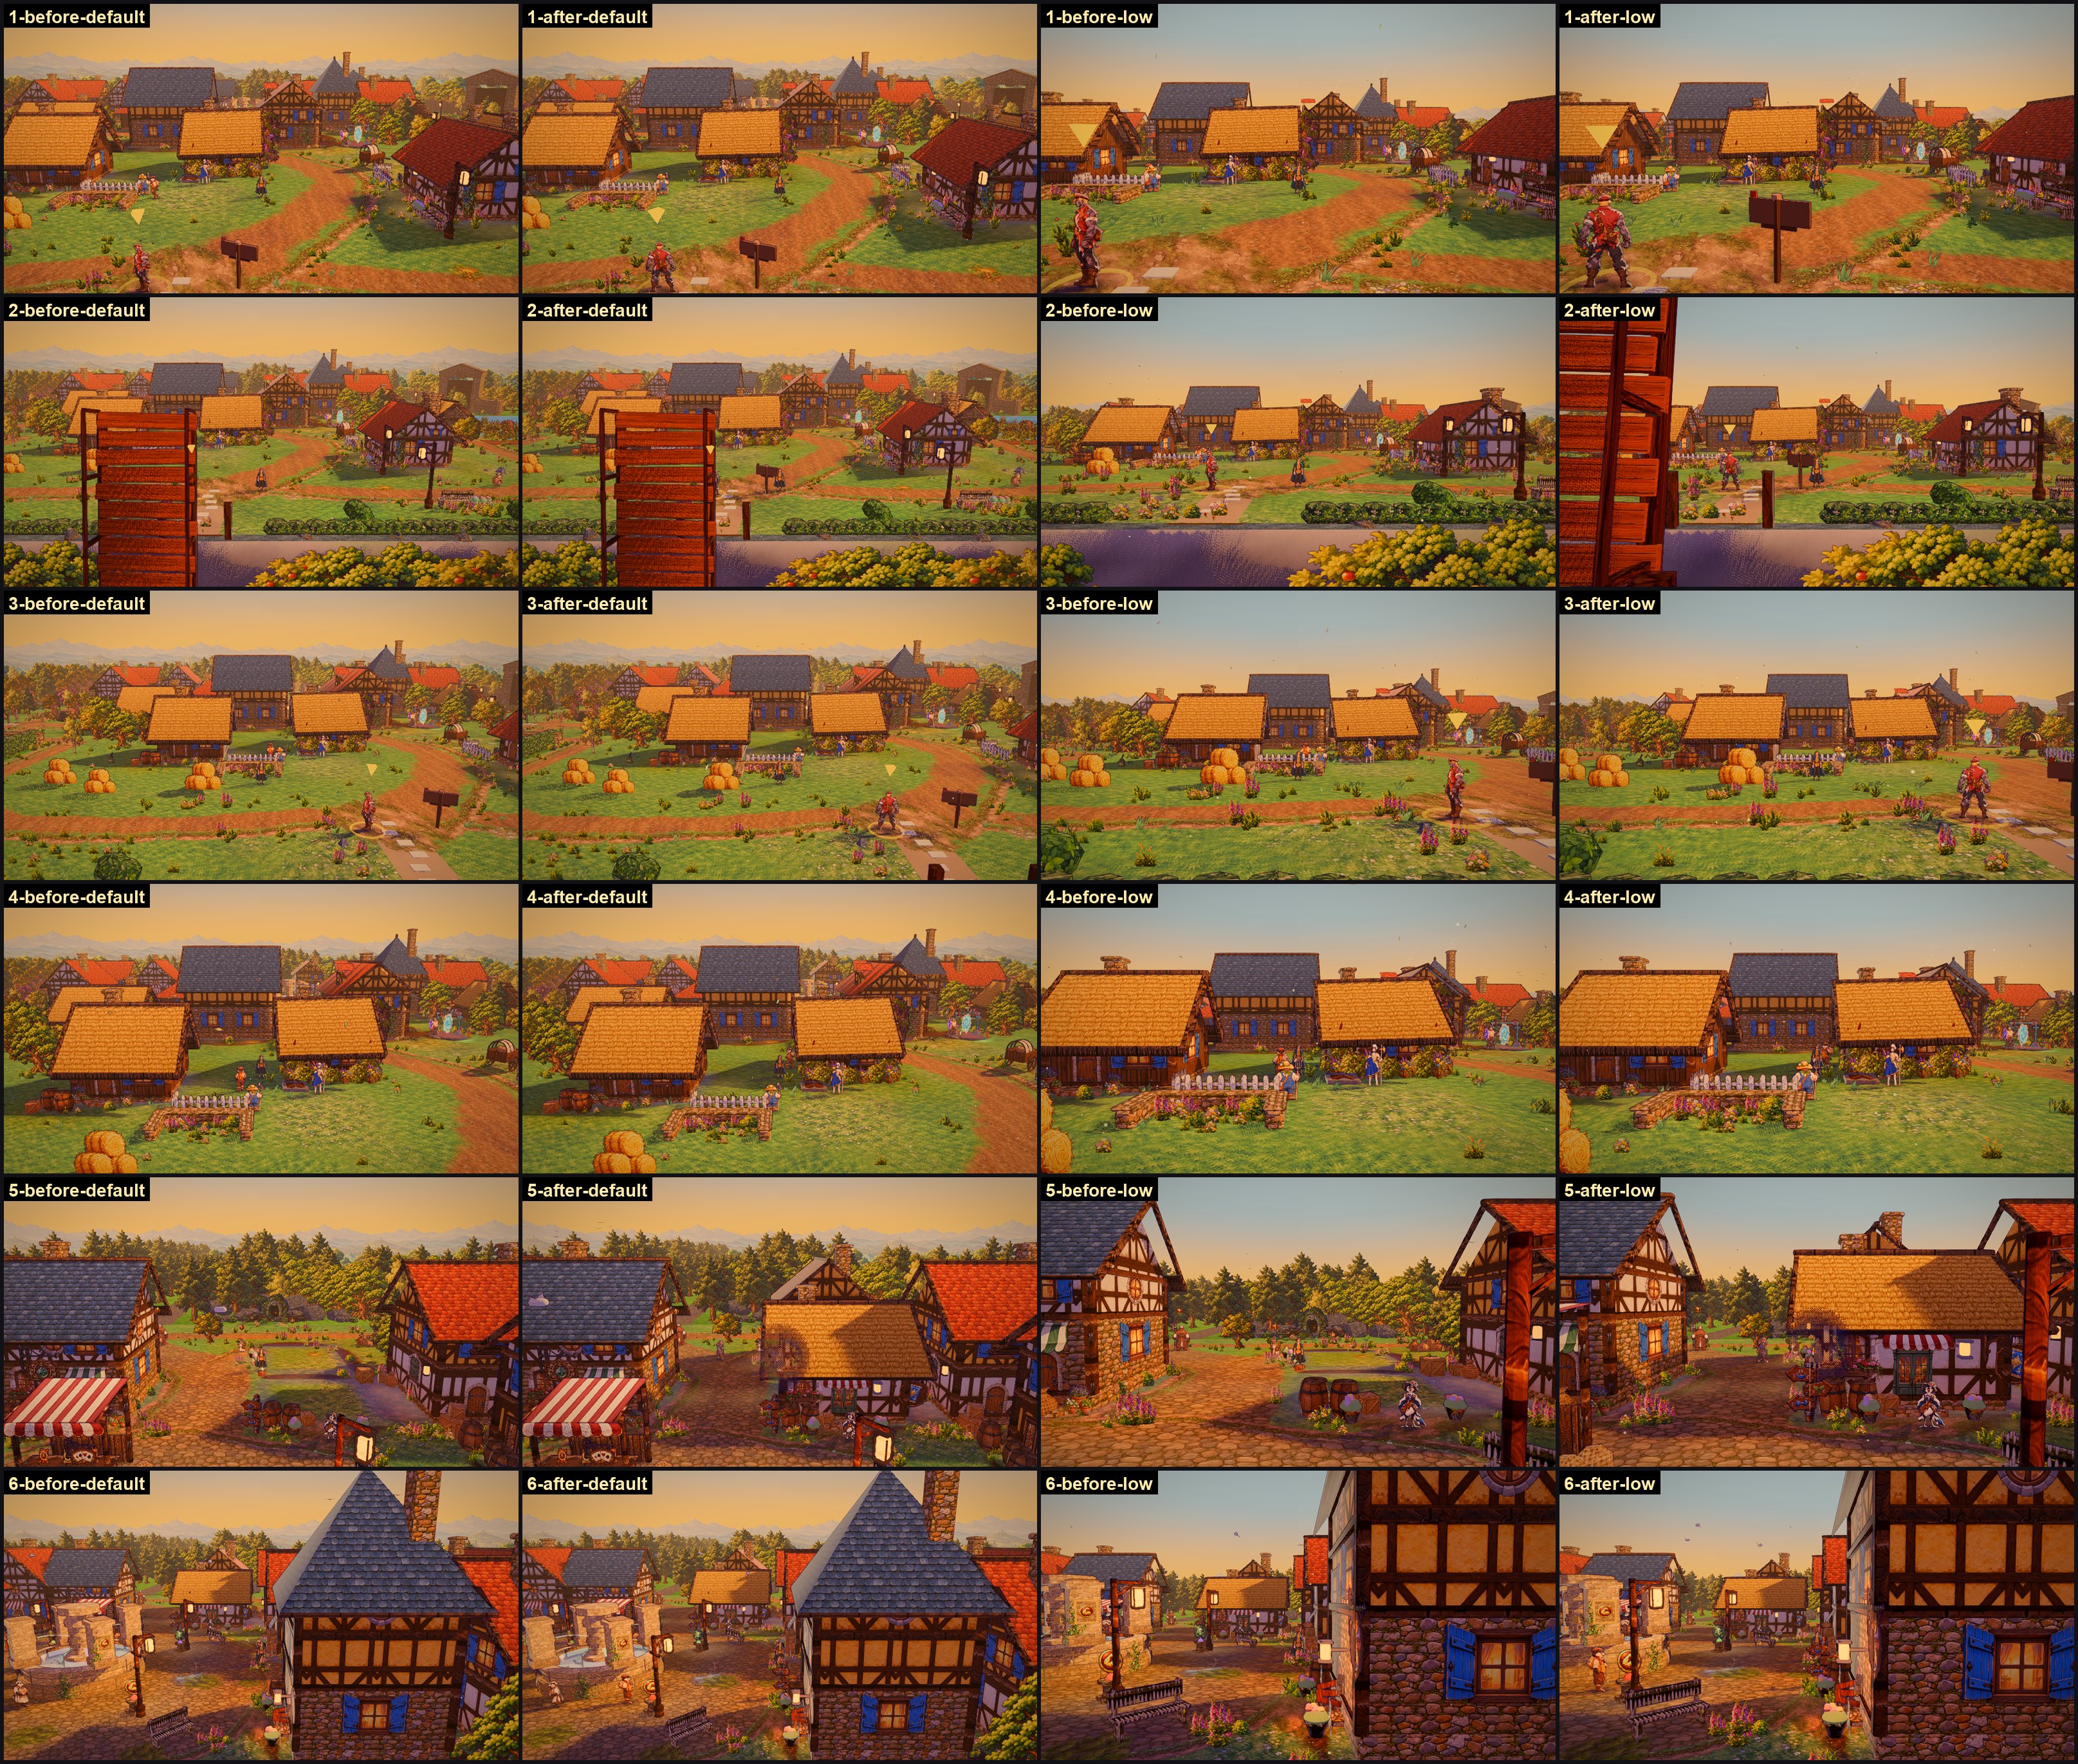 1-before-default
1-after-default
1-before-low
1-after-low
2-before-default
2-after-default
2-before-low
2-after-low
3-before-default
3-after-default
3-before-low
3-after-low
4-before-default
4-after-default
4-before-low
4-after-low
5-before-default
5-after-default
5-before-low
5-after-low
6-before-default
6-after-default
6-before-low
6-after-low